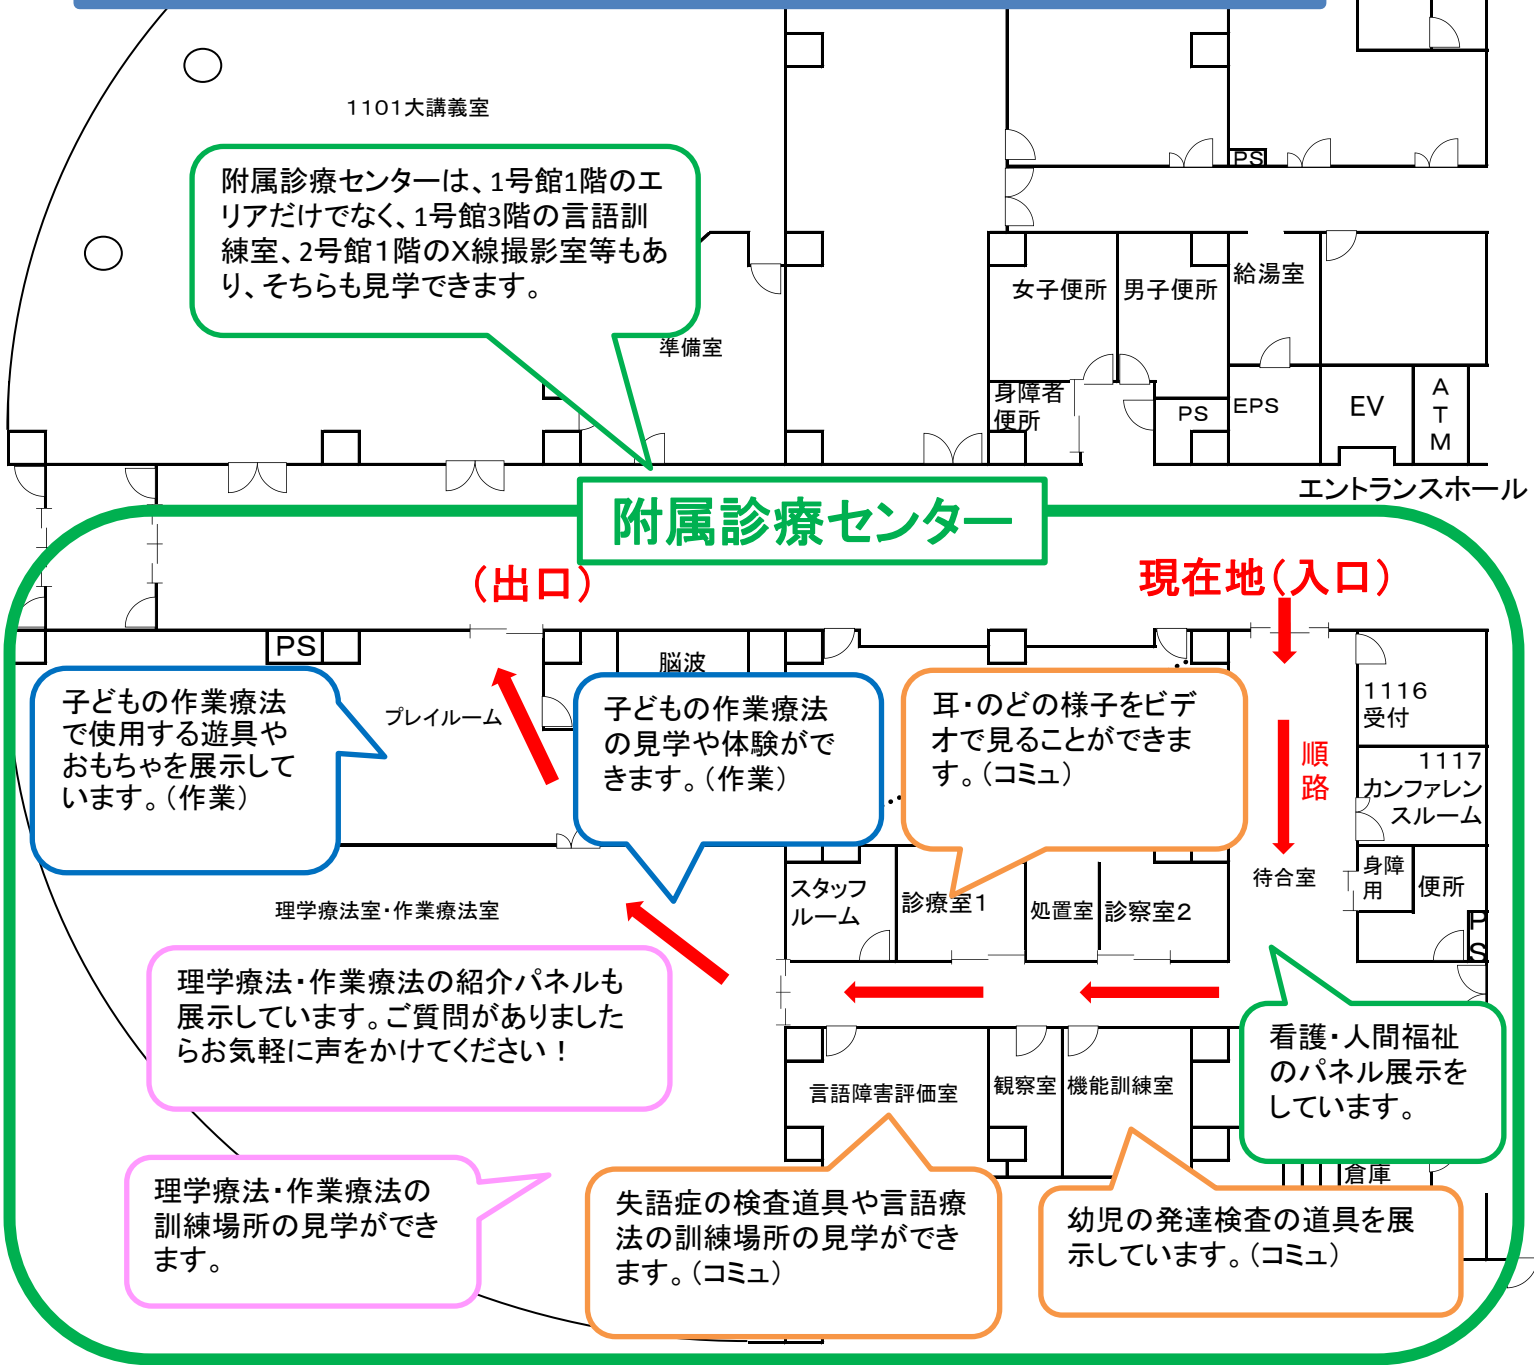 1101大講義室
附属診療センターは、1号館1階のエ
リアだけでなく、1号館3階の言語訓
練室、2号館1階のX線撮影室等もあ
り、そちらも見学できます。
準備室
PS
女子便所
男子便所
給湯室
身障者
便所
PS
EPS
EV
A
T
M
エントランスホール
附属診療センター
(出口)
現在地(入口)
PS
脳波
プレイルーム
子どもの作業療法
で使用する遊具や
おもちゃを展示して
います。(作業)
子どもの作業療法
の見学や体験がで
きます。(作業)
耳・のどの様子をビデ
オで見ることができま
す。(コミュ)
順
路
1116
受付
1117
カンファレン
スルーム
身障
用
便所
PS
待合室
スタッフ
ルーム
診療室1
処置室
診察室2
理学療法室・作業療法室
理学療法・作業療法の紹介パネルも
展示しています。ご質問がありました
らお気軽に声をかけてください！
看護・人間福祉
のパネル展示を
しています。
言語障害評価室
観察室
機能訓練室
倉庫
理学療法・作業療法の
訓練場所の見学ができ
ます。
失語症の検査道具や言語療
法の訓練場所の見学ができ
ます。(コミュ)
幼児の発達検査の道具を展
示しています。(コミュ)